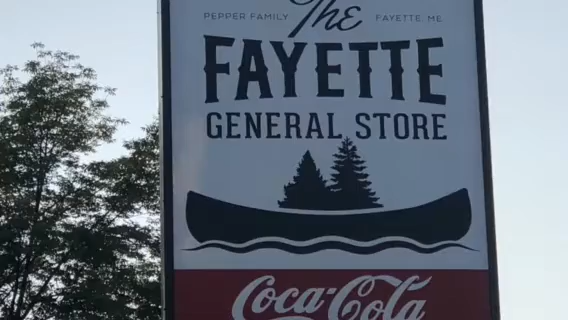 The
PEPPER FAMILY FAYETTE, ME.
FAYETTE
GENERAL STORE
Coca-Cola